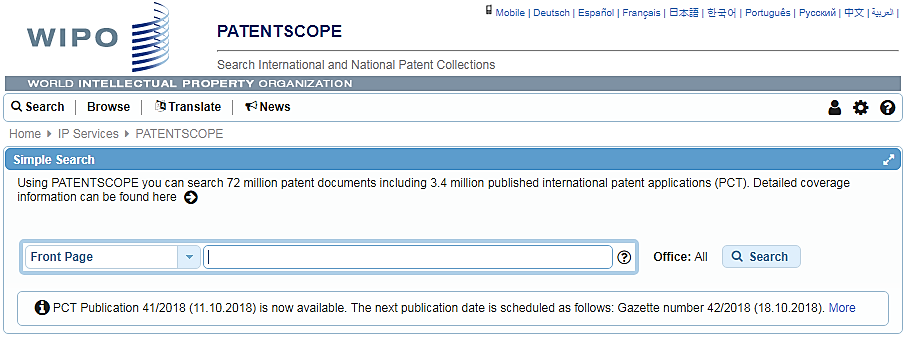 Mobile | Deutsch | Español | Français | 日本語 | 한국어 | Português | Русский | 中文 | العربية |
WIPO
PATENTSCOPE
Search International and National Patent Collections
WORLD INTELLECTUAL PROPERTY ORGANIZATION
Search | Browse | Translate | News
Home IP Services PATENTSCOPE
Simple Search
Using PATENTSCOPE you can search 72 million patent documents including 3.4 million published international patent applications (PCT). Detailed coverage
information can be found here
Front Page Office: All Search
PCT Publication 41/2018 (11.10.2018) is now available. The next publication date is scheduled as follows: Gazette number 42/2018 (18.10.2018). More